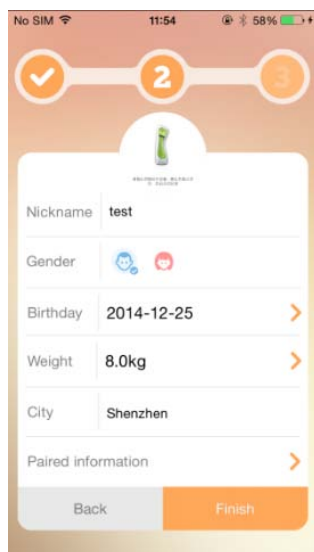 No SIM 11:54 58%
2
3
Nickname test
Gender
Birthday 2014-12-25
Weight 8.0kg
City Shenzhen
Paired information
Back Finish